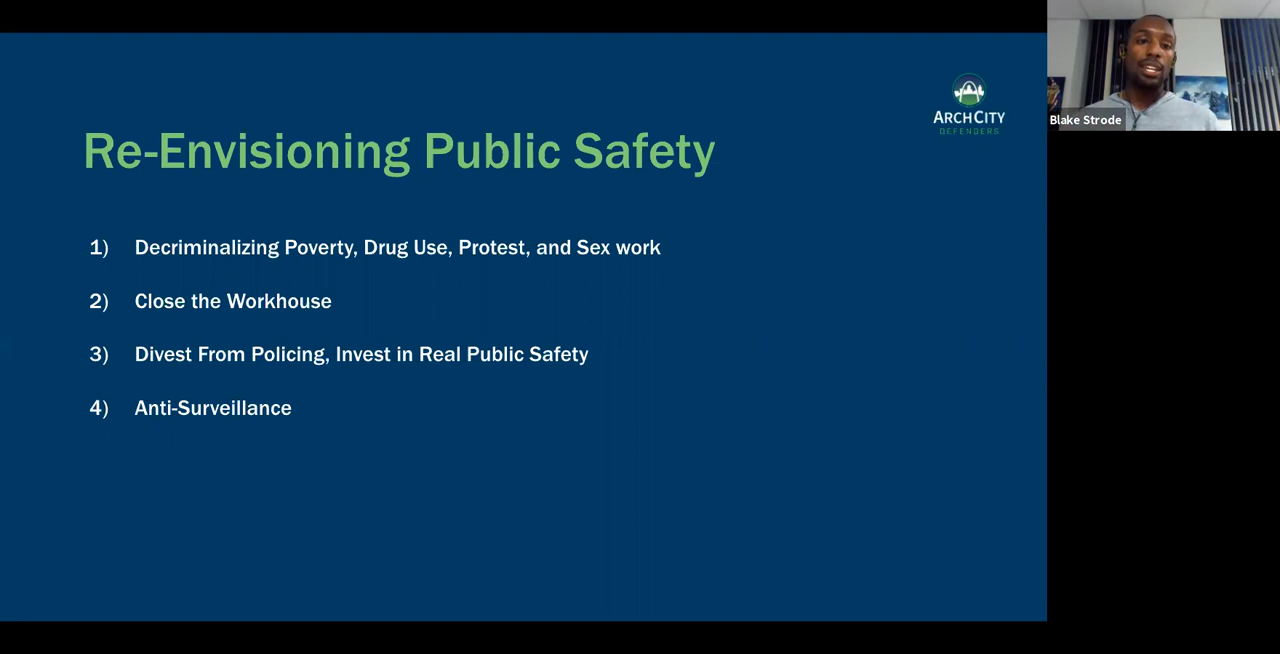 ARCHCITY
DEFENDERS
Blake Strode
Re-Envisioning Public Safety
1) Decriminalizing Poverty, Drug Use, Protest, and Sex work
2) Close the Workhouse
3) Divest From Policing, Invest in Real Public Safety
4) Anti-Surveillance